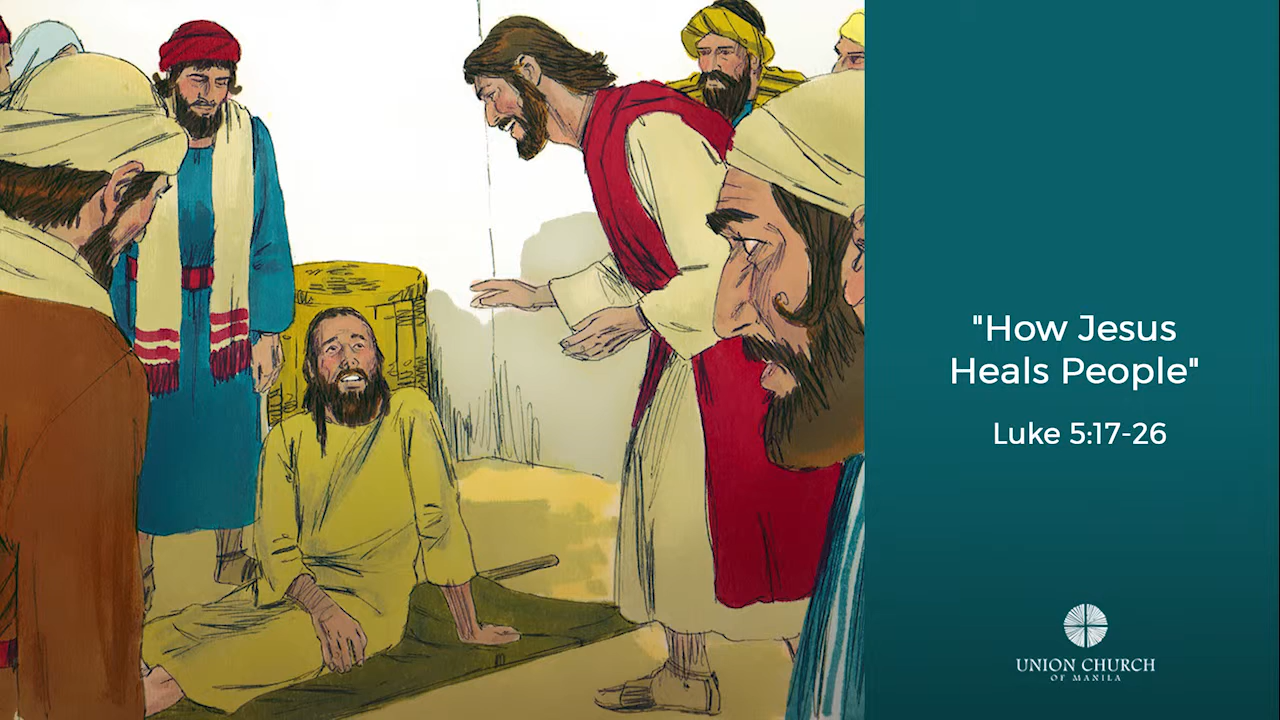 "How Jesus
Heals People"
Luke 5:17-26
UNION CHURCH
OF MANILA